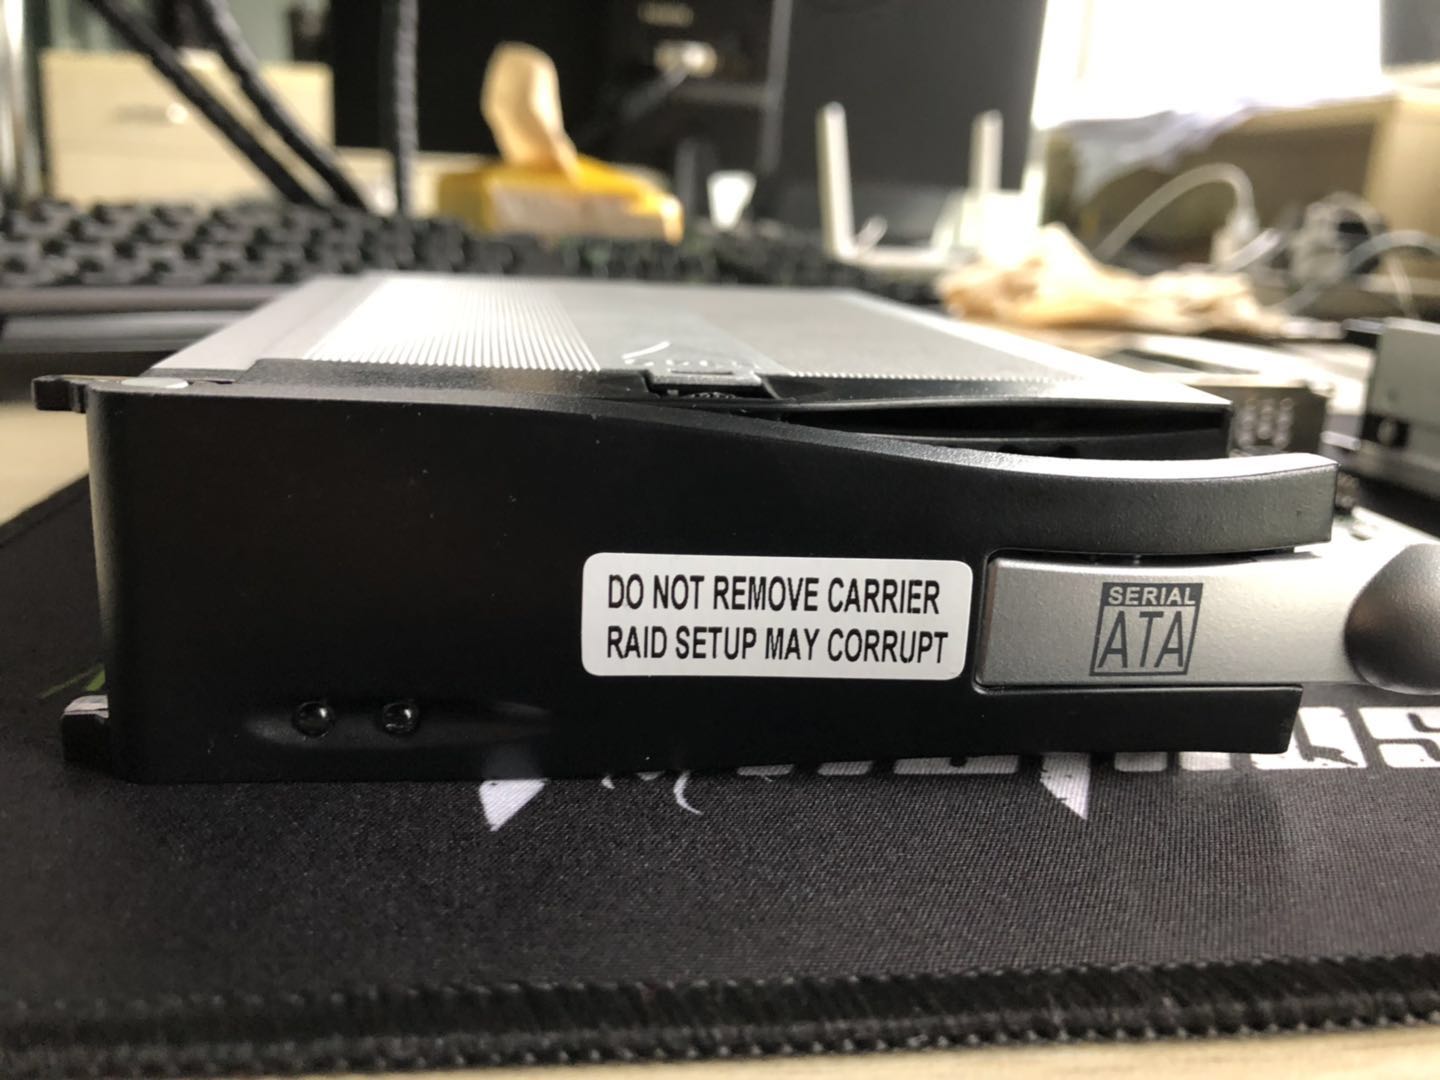 DO NOT REMOVE CARRIER
RAID SETUP MAY CORRUPT
SERIAL
ATA